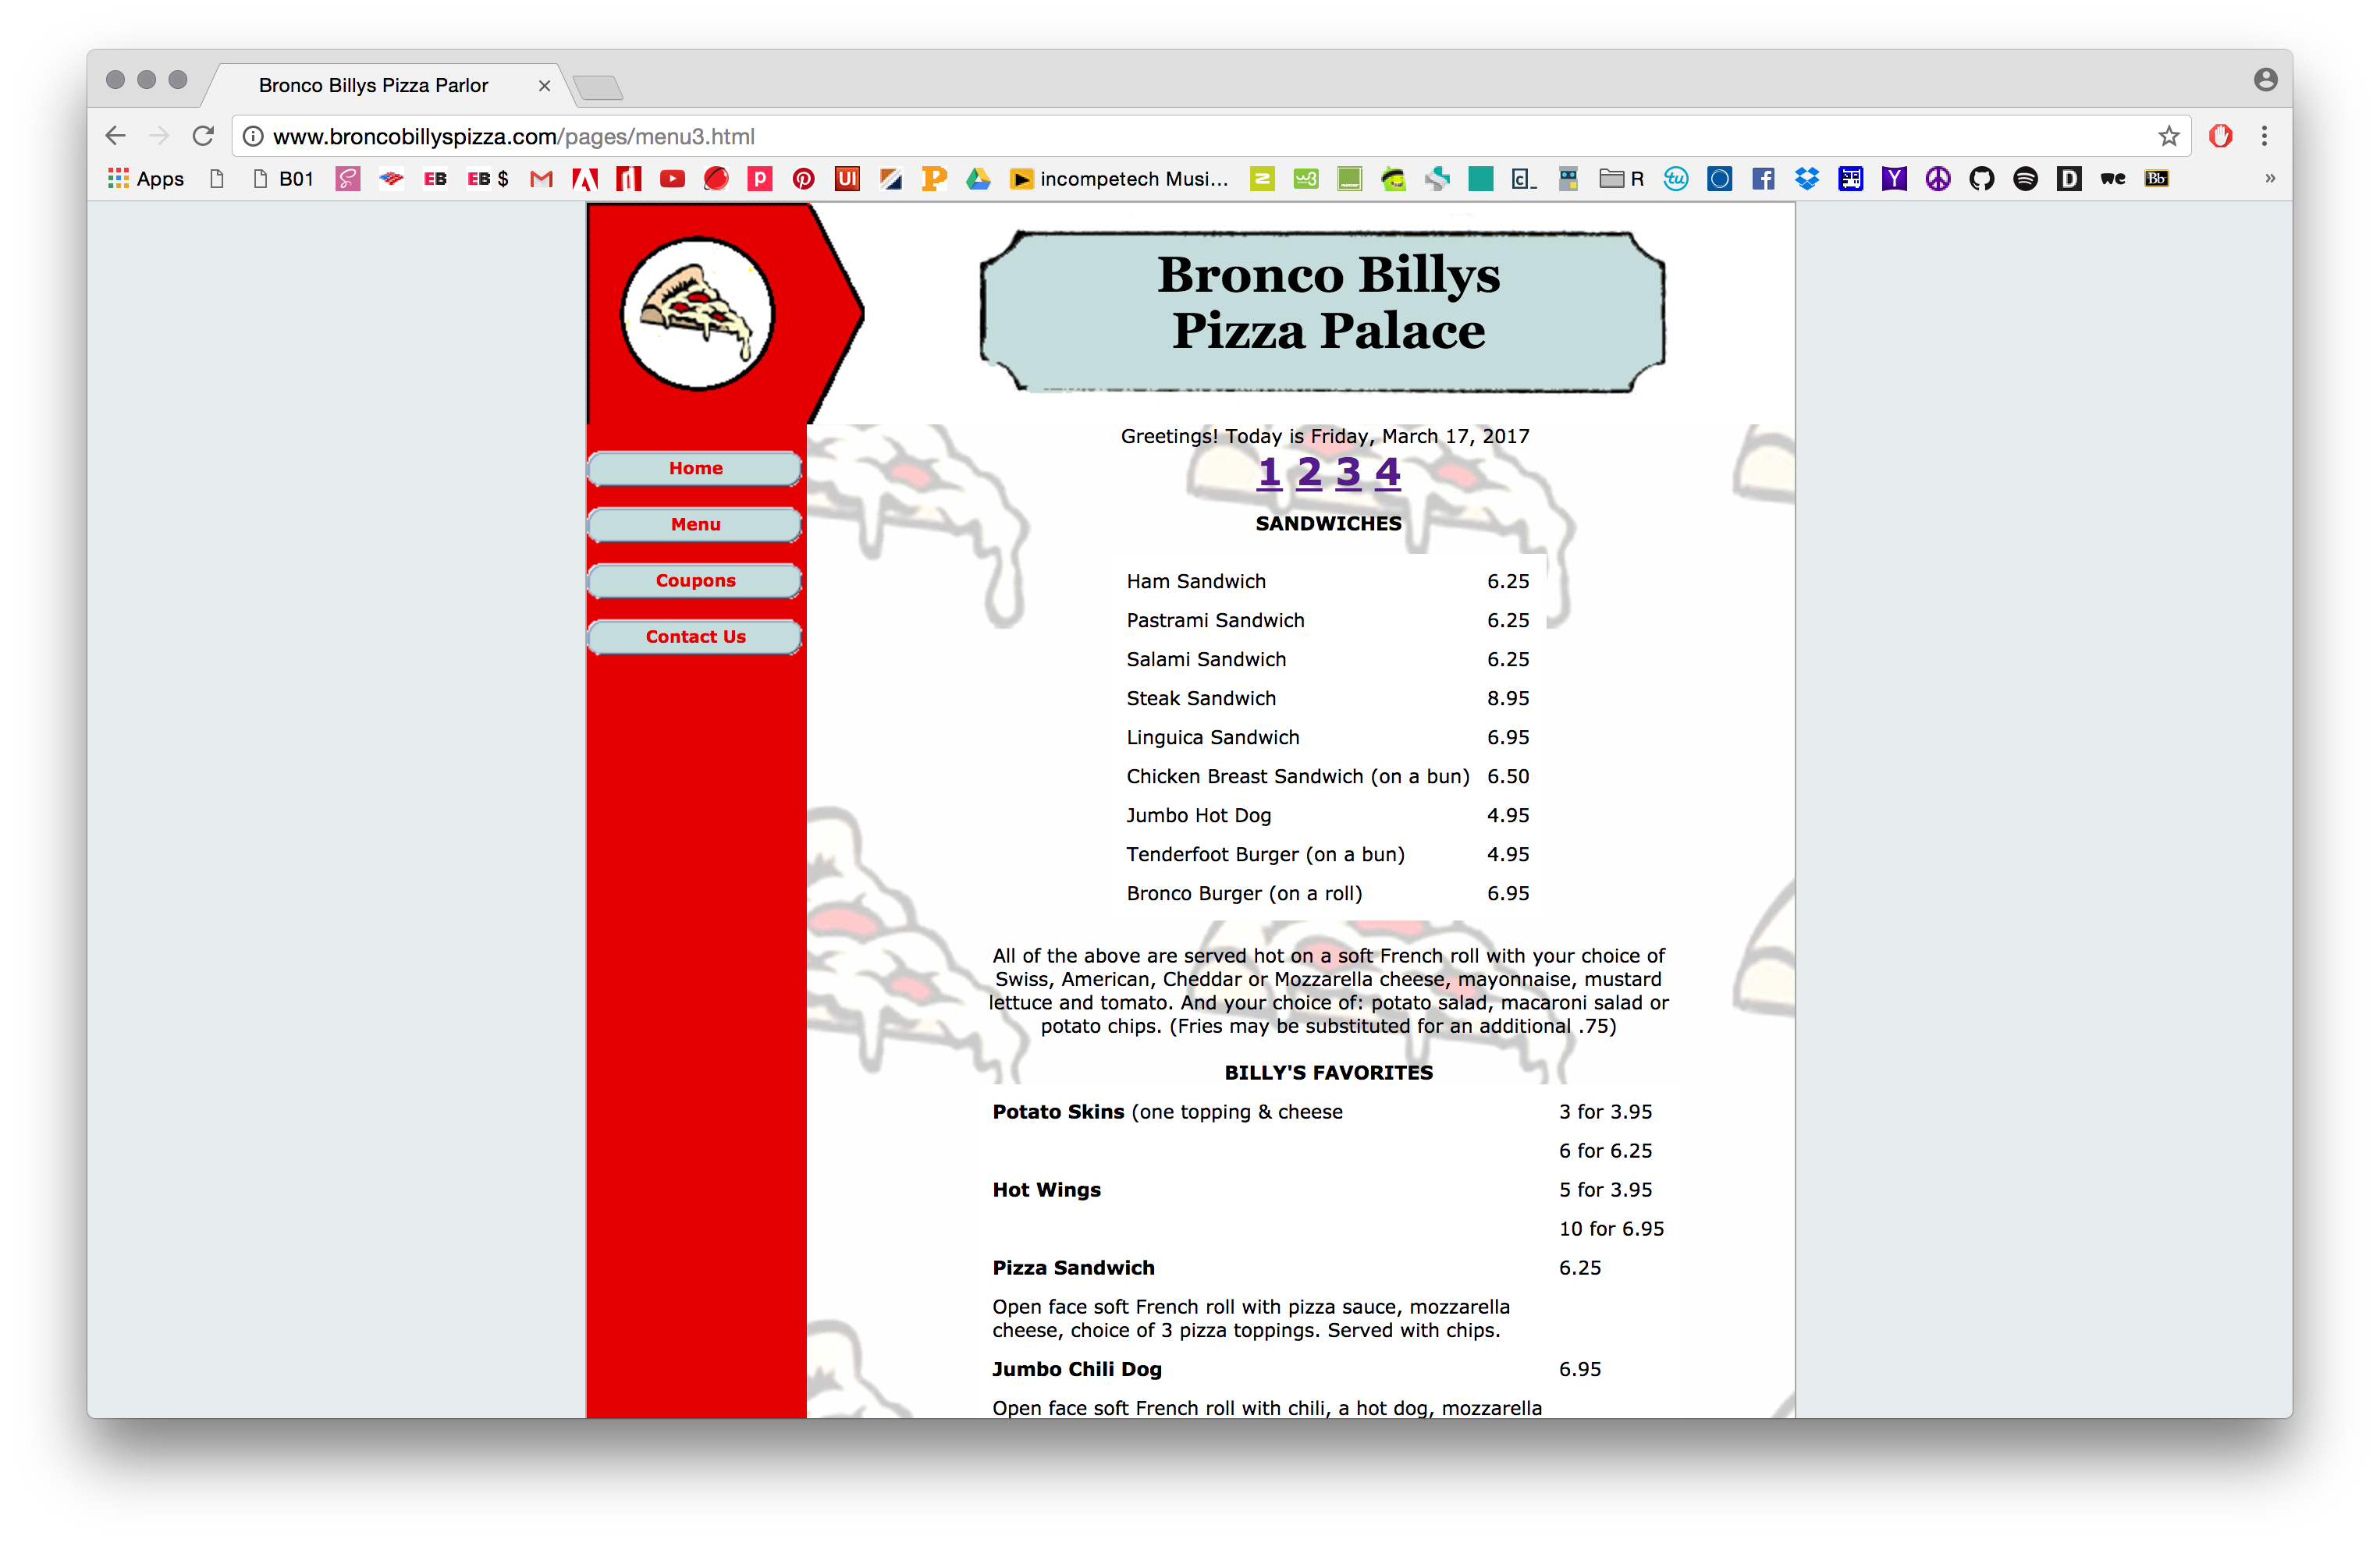 Bronco Billys Pizza Parlor
www.broncobillyspizza.com/pages/menu3.html
Apps B01 EB EB $ p UI P incompetech Musi... z w3 c_ R tu f Y D we Bb »
Bronco Billys
Pizza Palace
Greetings! Today is Friday, March 17, 2017
1 2 3 4
Home
Menu
Coupons
Contact Us
SANDWICHES
Ham Sandwich 6.25
Pastrami Sandwich 6.25
Salami Sandwich 6.25
Steak Sandwich 8.95
Linguica Sandwich 6.95
Chicken Breast Sandwich (on a bun) 6.50
Jumbo Hot Dog 4.95
Tenderfoot Burger (on a bun) 4.95
Bronco Burger (on a roll) 6.95
All of the above are served hot on a soft French roll with your choice of
Swiss, American, Cheddar or Mozzarella cheese, mayonnaise, mustard
lettuce and tomato. And your choice of: potato salad, macaroni salad or
potato chips. (Fries may be substituted for an additional .75)
BILLY'S FAVORITES
Potato Skins (one topping & cheese 3 for 3.95
6 for 6.25
Hot Wings 5 for 3.95
10 for 6.95
Pizza Sandwich 6.25
Open face soft French roll with pizza sauce, mozzarella
cheese, choice of 3 pizza toppings. Served with chips.
Jumbo Chili Dog 6.95
Open face soft French roll with chili, a hot dog, mozzarella